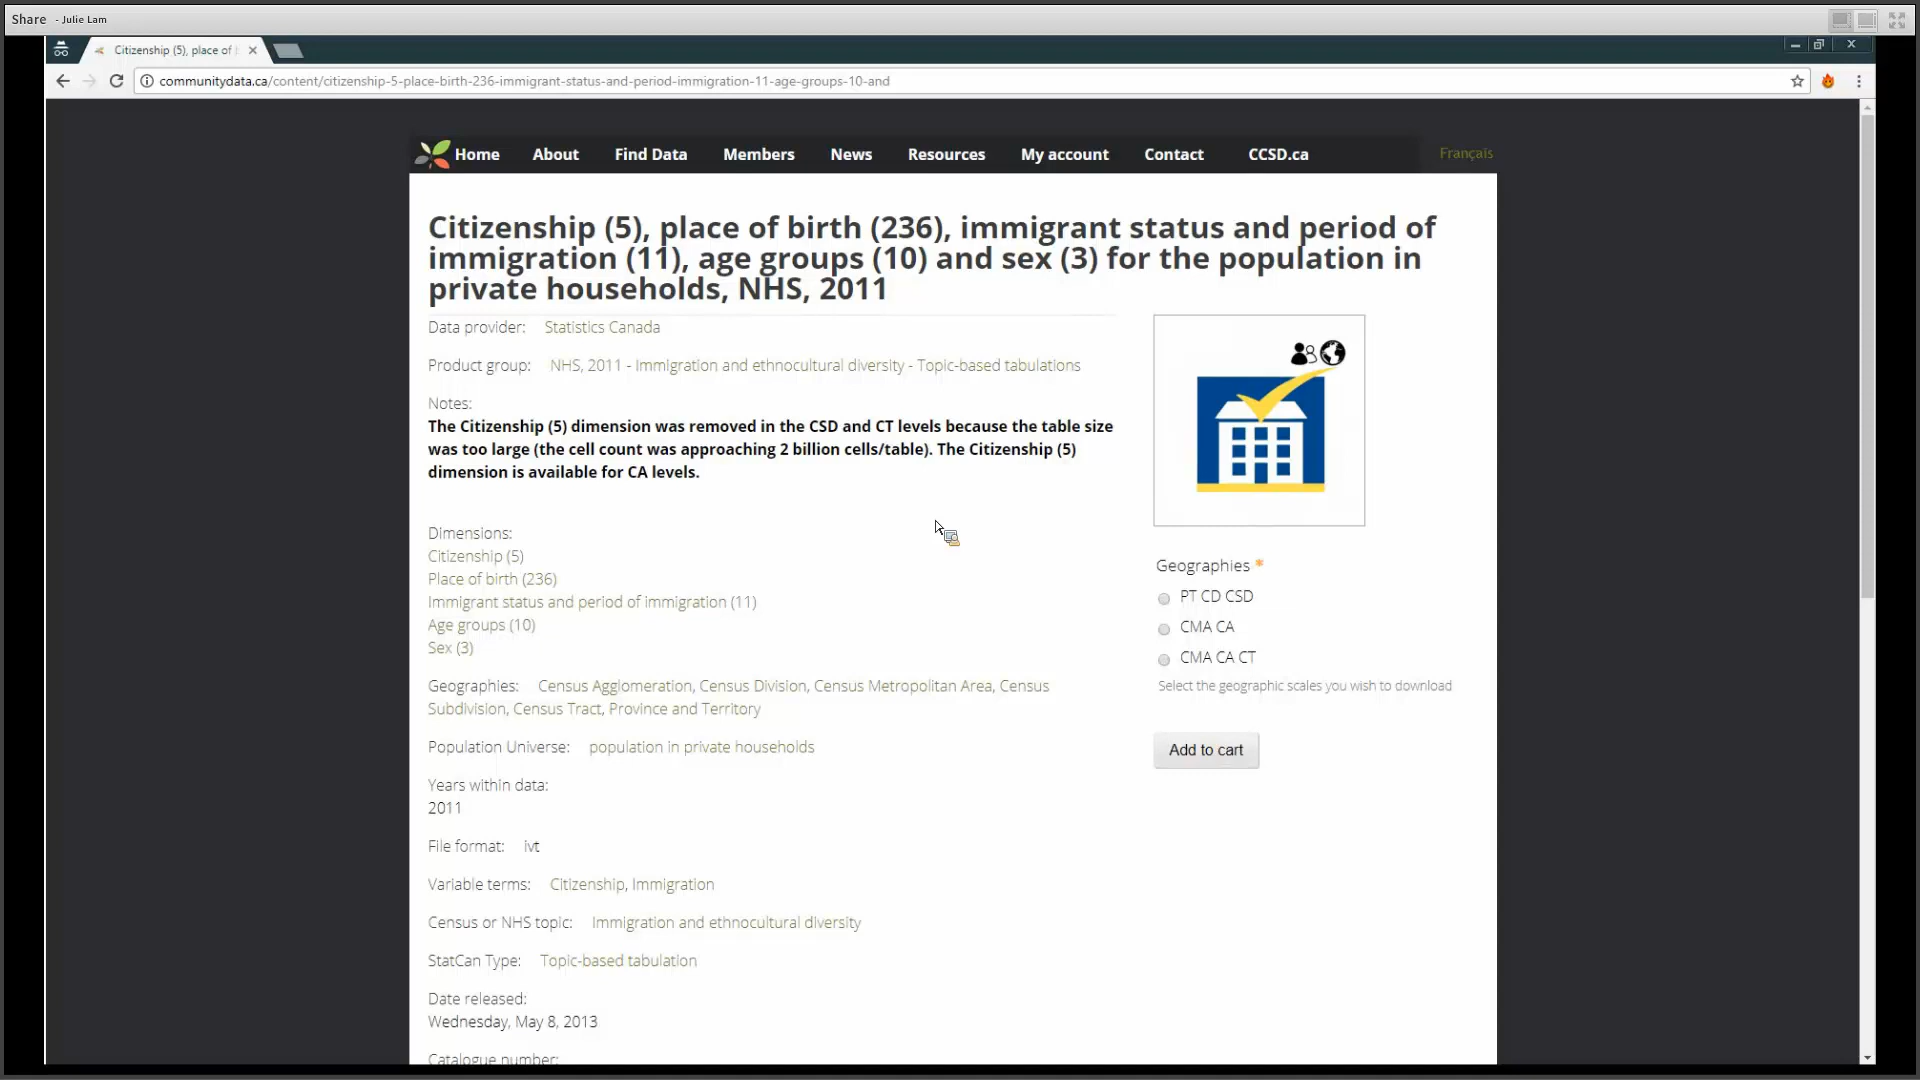 Share - Julie Lam
Citizenship (5), place of b
communitydata.ca/content/citizenship-5-place-birth-236-immigrant-status-and-period-immigration-11-age-groups-10-and
Home About Find Data Members News Resources My account Contact CCSD.ca Français
Citizenship (5), place of birth (236), immigrant status and period of
immigration (11), age groups (10) and sex (3) for the population in
private households, NHS, 2011
Data provider: Statistics Canada
Product group: NHS, 2011 - Immigration and ethnocultural diversity - Topic-based tabulations
Notes:
The Citizenship (5) dimension was removed in the CSD and CT levels because the table size
was too large (the cell count was approaching 2 billion cells/table). The Citizenship (5)
dimension is available for CA levels.
Dimensions:
Citizenship (5)
Place of birth (236)
Immigrant status and period of immigration (11)
Age groups (10)
Sex (3)
Geographies: Census Agglomeration, Census Division, Census Metropolitan Area, Census
Subdivision, Census Tract, Province and Territory
Population Universe: population in private households
Years within data:
2011
File format: ivt
Variable terms: Citizenship, Immigration
Census or NHS topic: Immigration and ethnocultural diversity
StatCan Type: Topic-based tabulation
Date released:
Wednesday, May 8, 2013
Catalogue number:
Geographies *
PT CD CSD
CMA CA
CMA CA CT
Select the geographic scales you wish to download
Add to cart